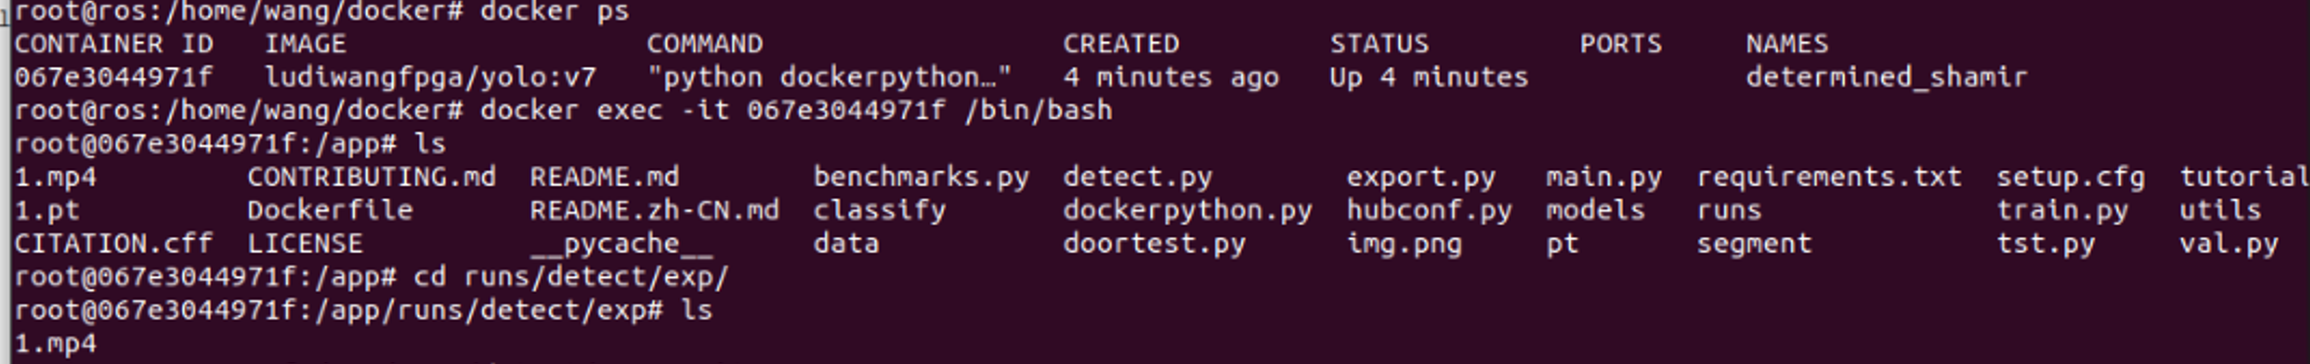 root@ros:/home/wang/docker# docker ps
CONTAINER ID   IMAGE                   COMMAND                  CREATED         STATUS         PORTS     NAMES
067e3044971f   ludiwangfpga/yolo:v7   "python dockerpython…"   4 minutes ago   Up 4 minutes             determined_shamir
root@ros:/home/wang/docker# docker exec -it 067e3044971f /bin/bash
root@067e3044971f:/app# ls
1.mp4         CONTRIBUTING.md  README.md        benchmarks.py  detect.py        export.py   main.py  requirements.txt  setup.cfg  tutorial
1.pt          Dockerfile       README.zh-CN.md  classify       dockerpython.py  hubconf.py  models   runs              train.py   utils
CITATION.cff  LICENSE          __pycache__      data           doortest.py      img.png     pt       segment           tst.py     val.py
root@067e3044971f:/app# cd runs/detect/exp/
root@067e3044971f:/app/runs/detect/exp# ls
1.mp4